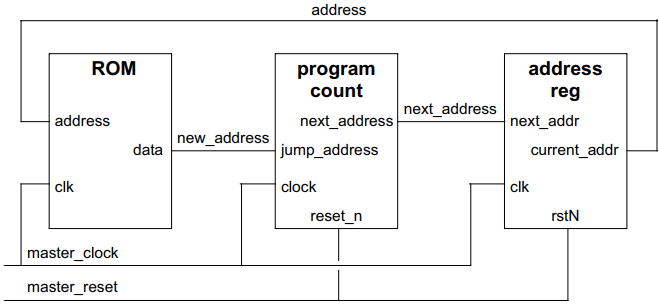 address
ROM
program
count
address
reg
next_address
address
next_address
next_addr
new_address
data
jump_address
current_addr
clk
clock
clk
reset_n
rstN
master_clock
master_reset